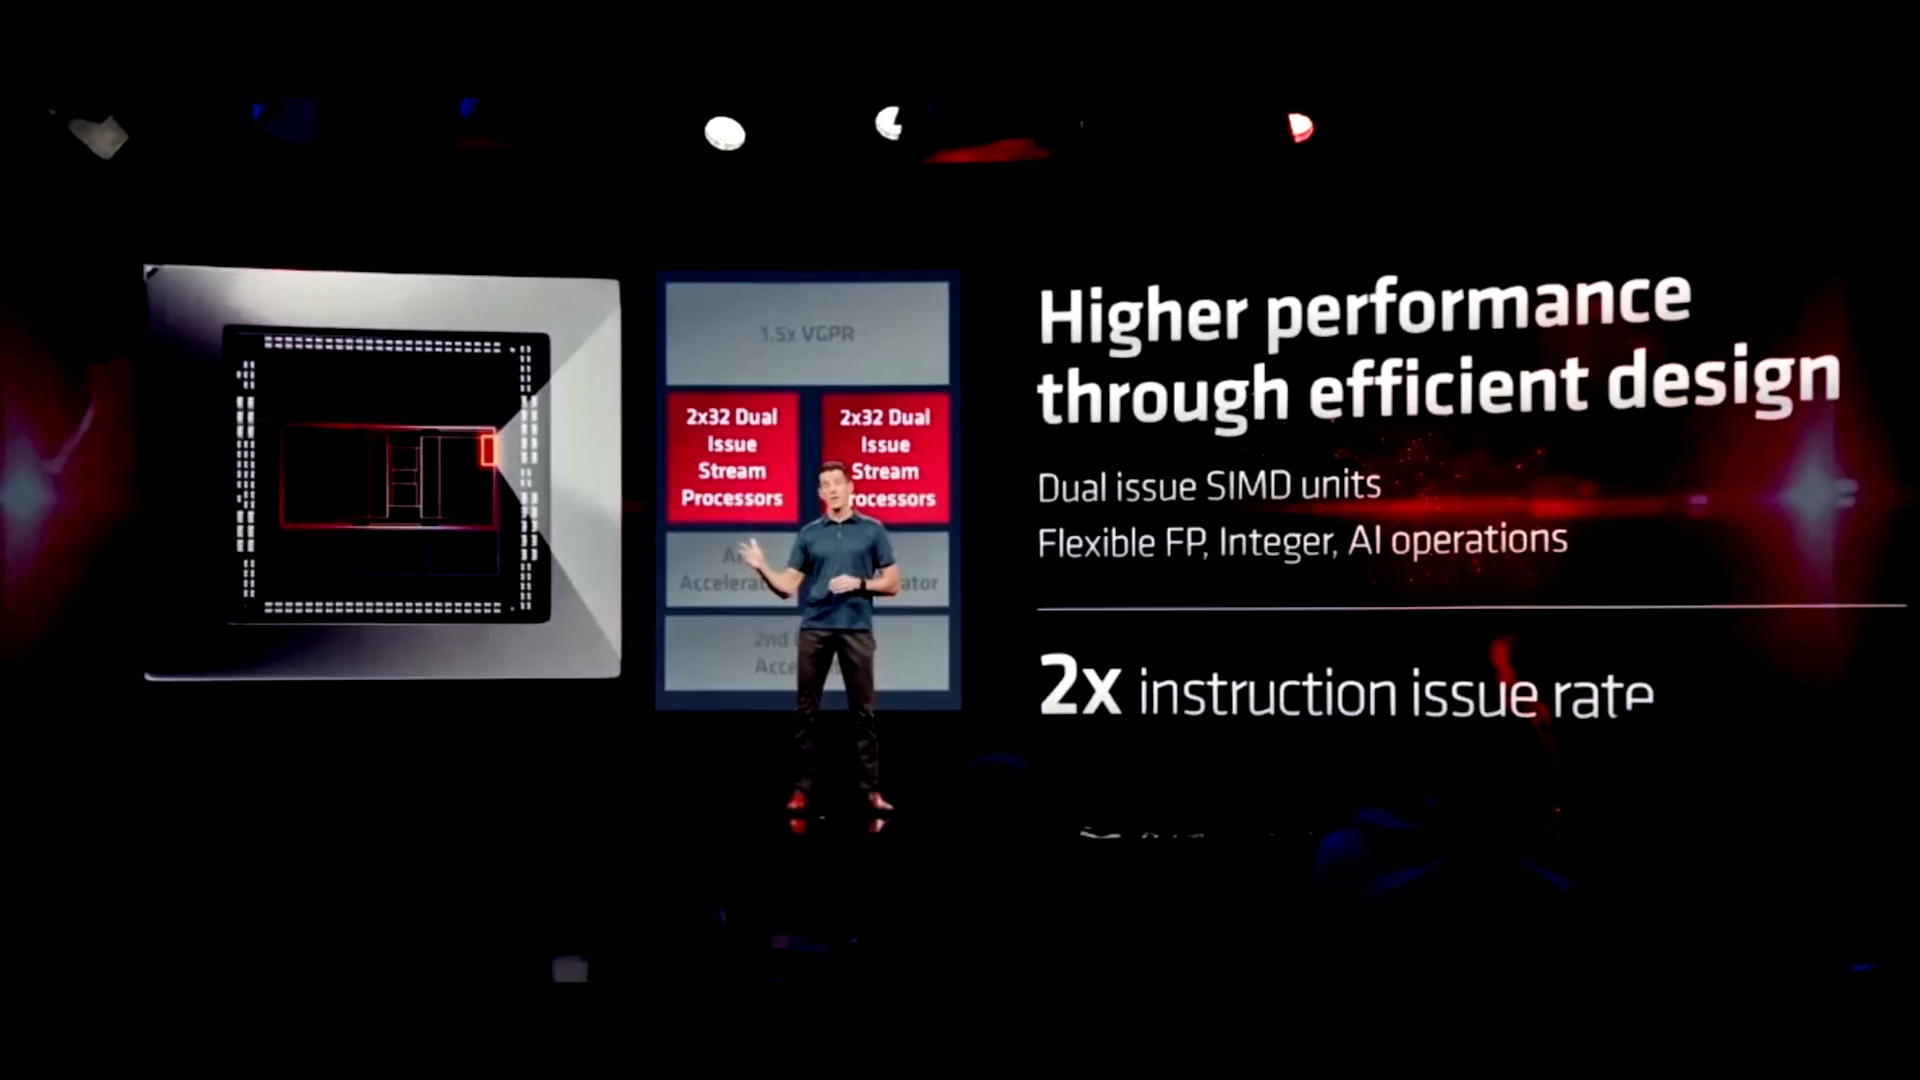 1.5x VGPR
2x32 Dual
Issue
Stream
Processors
2x32 Dual
Issue
Stream
rocessors
Accelerat
ator
2nd
Acce
Higher performance
through efficient design
Dual issue SIMD units
Flexible FP, Integer, AI operations
2x instruction issue rate